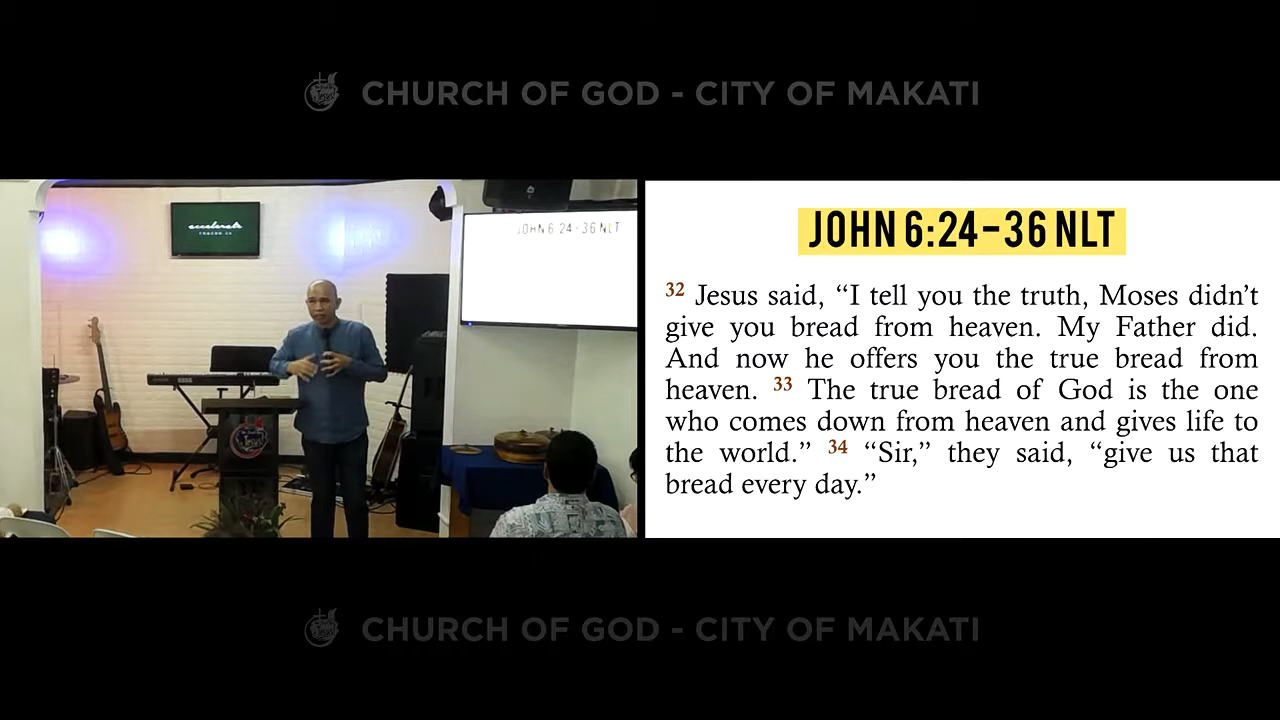 CHURCH OF GOD - CITY OF MAKATI
accelerate
JOHN 6:24-36 NLT
JOHN 6:24-36 NLT
32 Jesus said, “I tell you the truth, Moses didn’t
give you bread from heaven. My Father did.
And now he offers you the true bread from
heaven. 33 The true bread of God is the one
who comes down from heaven and gives life to
the world.” 34 “Sir,” they said, “give us that
bread every day.”
CHURCH OF GOD - CITY OF MAKATI